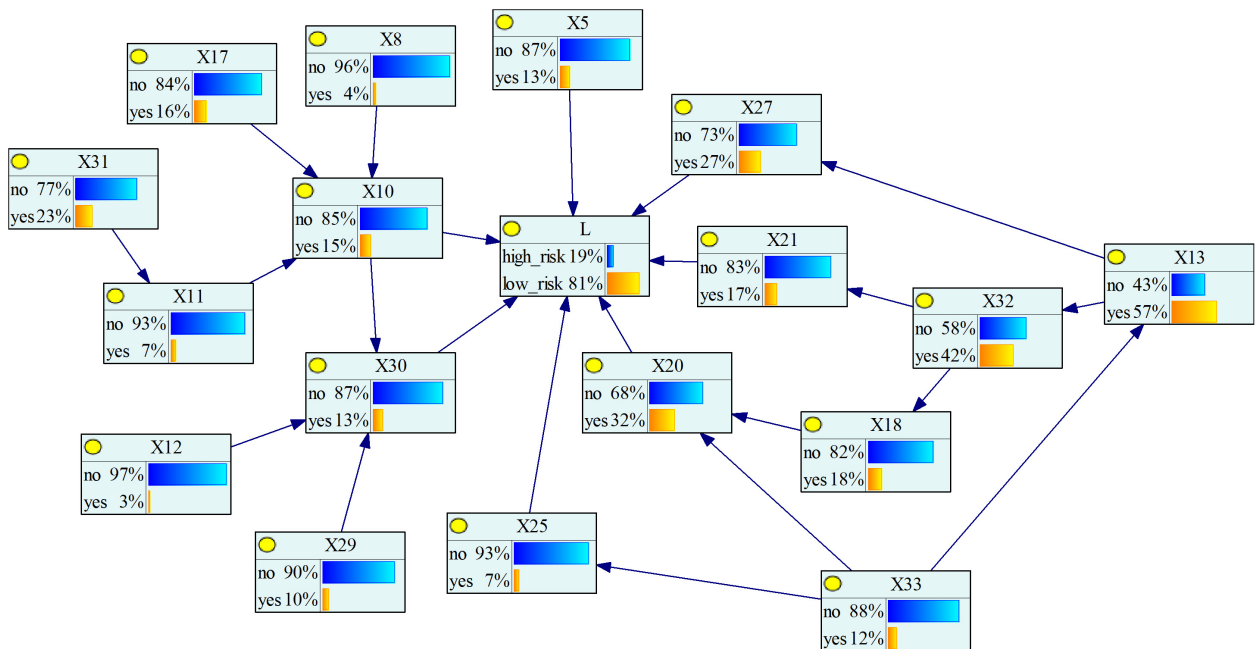 X5
no 87%
yes 13%
X8
no 96%
yes 4%
X17
no 84%
yes 16%
X27
no 73%
yes 27%
X31
no 77%
yes 23%
X10
no 85%
yes 15%
L
high_risk 19%
low_risk 81%
X21
no 83%
yes 17%
X13
no 43%
yes 57%
X11
no 93%
yes 7%
X32
no 58%
yes 42%
X30
no 87%
yes 13%
X20
no 68%
yes 32%
X18
no 82%
yes 18%
X12
no 97%
yes 3%
X25
no 93%
yes 7%
X29
no 90%
yes 10%
X33
no 88%
yes 12%